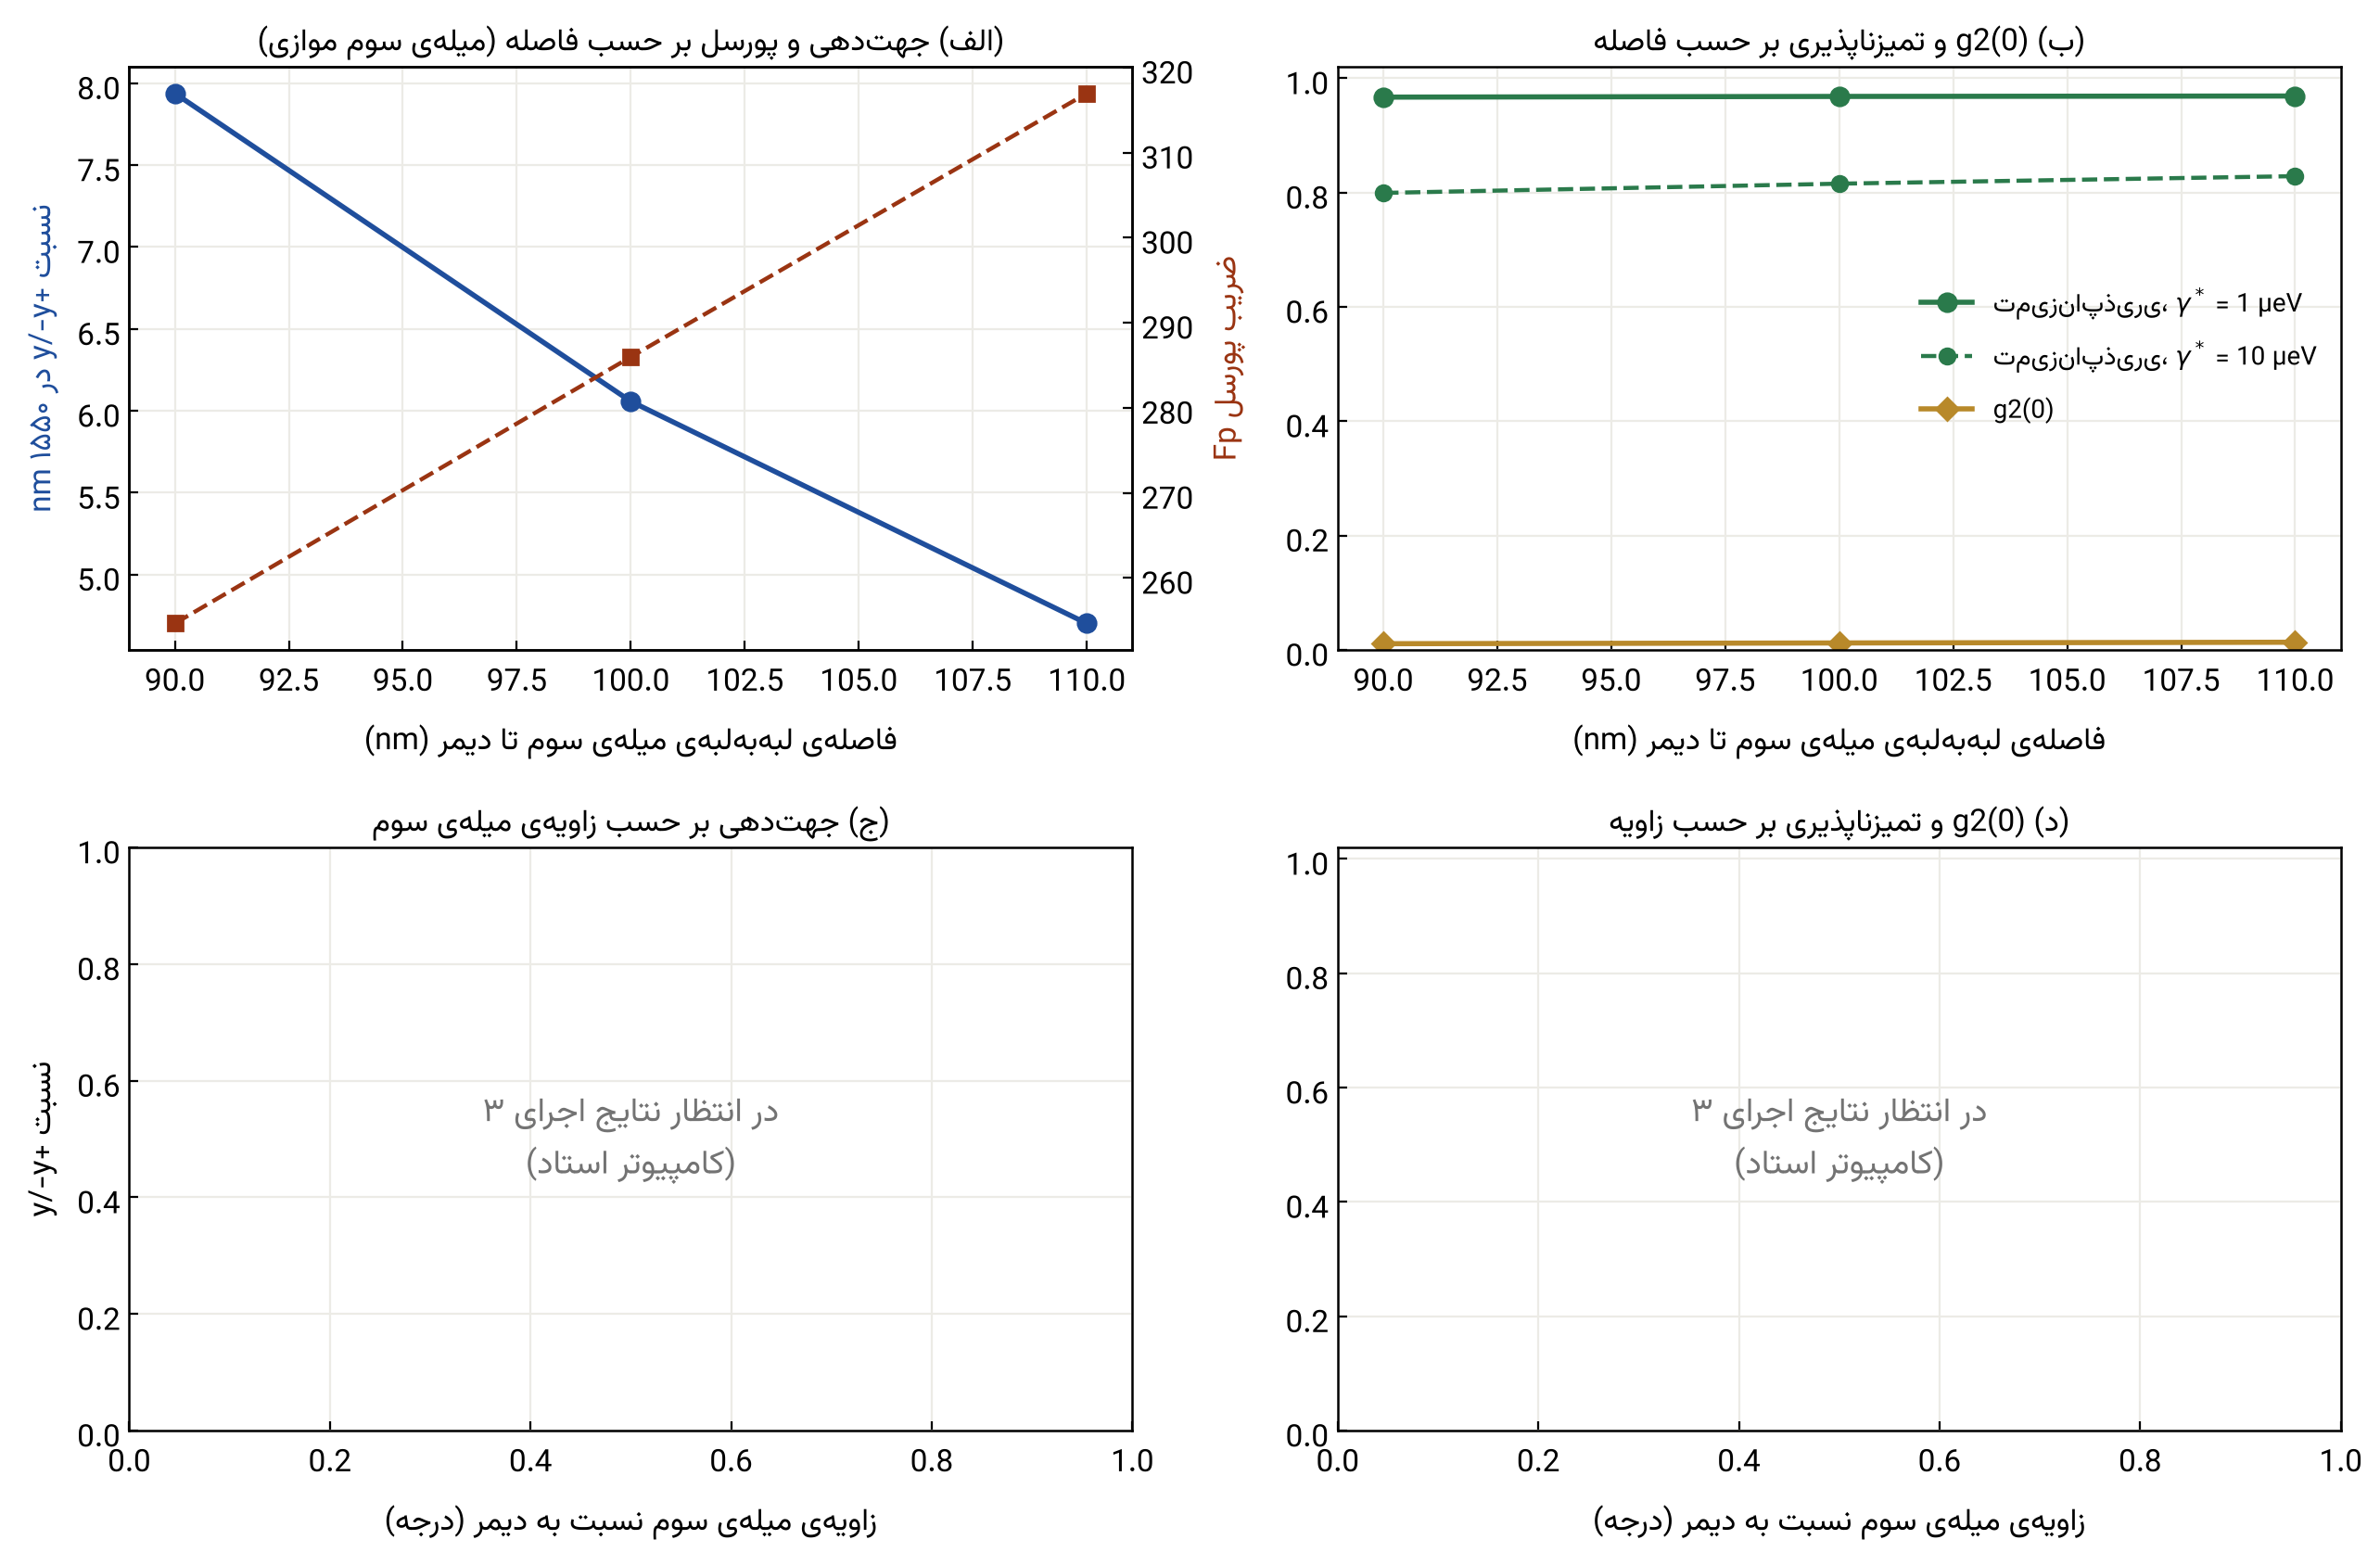 (الف) جهت‌دهی و پورسل بر حسب فاصله (میله‌ی سوم موازی)
8.0
7.5
7.0
6.5
6.0
5.5
5.0
نسبت +y/−y در ۱۵۵۰ nm
320
310
300
290
280
270
260
ضریب پورسل Fp
90.0 92.5 95.0 97.5 100.0 102.5 105.0 107.5 110.0
فاصله‌ی لبه‌به‌لبه‌ی میله‌ی سوم تا دیمر (nm)
(ب) g2(0) و تمیزناپذیری بر حسب فاصله
1.0
0.8
0.6
0.4
0.2
0.0
تمیزناپذیری، γ* = 1 μeV
تمیزناپذیری، γ* = 10 μeV
g2(0)
90.0 92.5 95.0 97.5 100.0 102.5 105.0 107.5 110.0
فاصله‌ی لبه‌به‌لبه‌ی میله‌ی سوم تا دیمر (nm)
(ج) جهت‌دهی بر حسب زاویه‌ی میله‌ی سوم
1.0
0.8
0.6
0.4
0.2
0.0
نسبت +y/−y
در انتظار نتایج اجرای ۳
(کامپیوتر استاد)
0.0 0.2 0.4 0.6 0.8 1.0
زاویه‌ی میله‌ی سوم نسبت به دیمر (درجه)
(د) g2(0) و تمیزناپذیری بر حسب زاویه
1.0
0.8
0.6
0.4
0.2
0.0
در انتظار نتایج اجرای ۳
(کامپیوتر استاد)
0.0 0.2 0.4 0.6 0.8 1.0
زاویه‌ی میله‌ی سوم نسبت به دیمر (درجه)